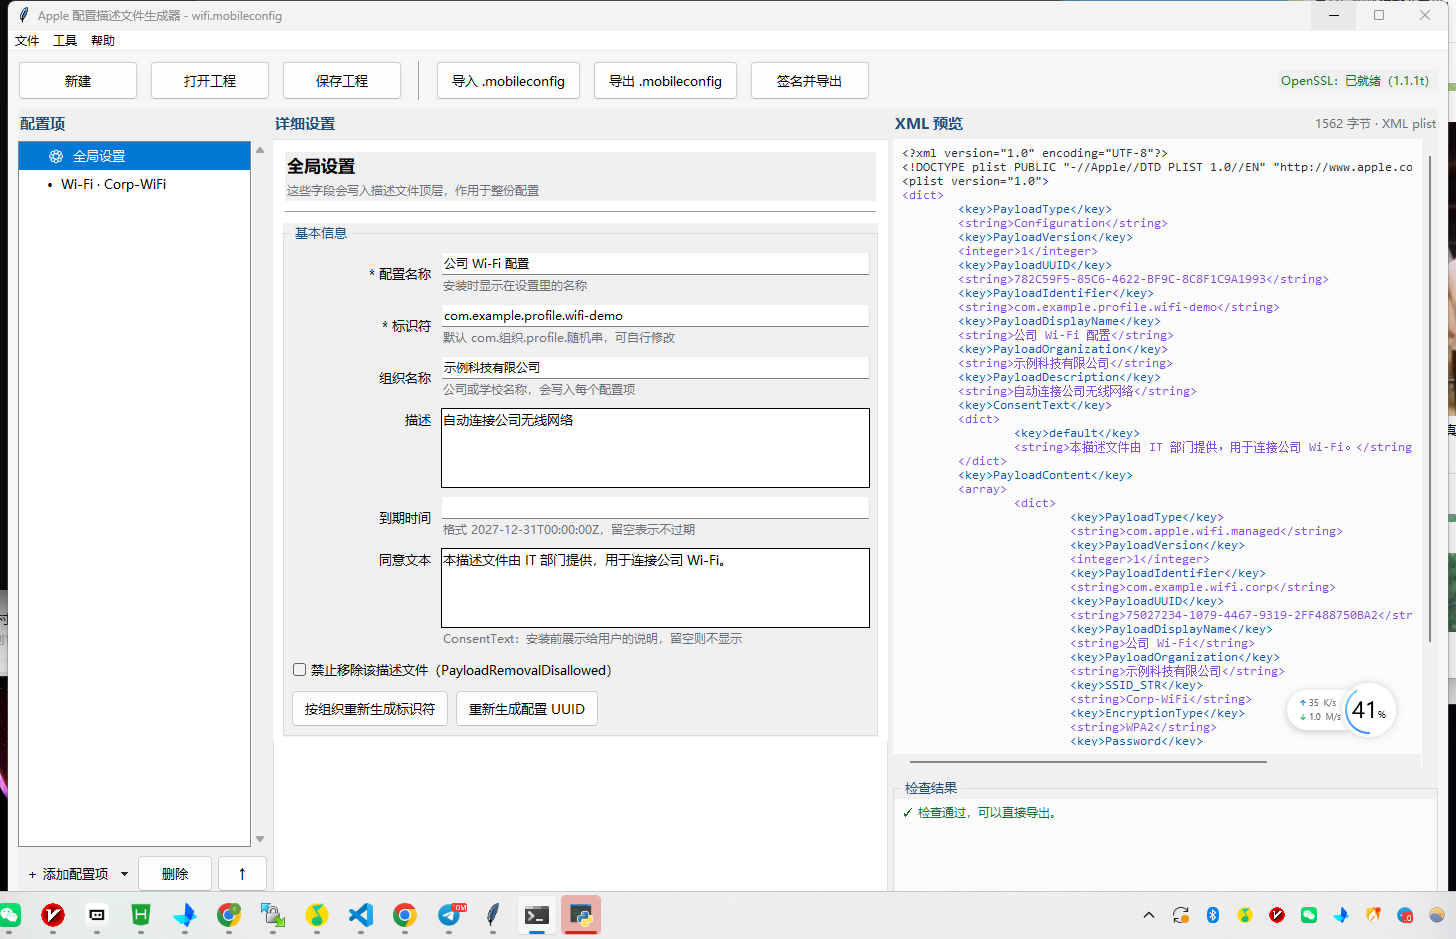 Apple 配置描述文件生成器 - wifi.mobileconfig
文件 工具 帮助
新建 打开工程 保存工程 导入 .mobileconfig 导出 .mobileconfig 签名并导出
OpenSSL：已就绪（1.1.1t）
配置项
全局设置
• Wi-Fi · Corp-WiFi
+ 添加配置项
删除
↑
详细设置
全局设置
这些字段会写入描述文件顶层，作用于整份配置
基本信息
* 配置名称 公司 Wi-Fi 配置
安装时显示在设置里的名称
* 标识符 com.example.profile.wifi-demo
默认 com.组织.profile.随机串，可自行修改
组织名称 示例科技有限公司
公司或学校名称，会写入每个配置项
描述 自动连接公司无线网络
到期时间
格式 2027-12-31T00:00:00Z，留空表示不过期
同意文本 本描述文件由 IT 部门提供，用于连接公司 Wi-Fi。
ConsentText：安装前展示给用户的说明，留空则不显示
禁止移除该描述文件（PayloadRemovalDisallowed）
按组织重新生成标识符 重新生成配置 UUID
XML 预览 1562 字节 · XML plist
<?xml version="1.0" encoding="UTF-8"?>
<!DOCTYPE plist PUBLIC "-//Apple//DTD PLIST 1.0//EN" "http://www.apple.co
<plist version="1.0">
<dict>
<key>PayloadType</key>
<string>Configuration</string>
<key>PayloadVersion</key>
<integer>1</integer>
<key>PayloadUUID</key>
<string>782C59F5-85C6-4622-BF9C-8C8F1C9A1993</string>
<key>PayloadIdentifier</key>
<string>com.example.profile.wifi-demo</string>
<key>PayloadDisplayName</key>
<string>公司 Wi-Fi 配置</string>
<key>PayloadOrganization</key>
<string>示例科技有限公司</string>
<key>PayloadDescription</key>
<string>自动连接公司无线网络</string>
<key>ConsentText</key>
<dict>
<key>default</key>
<string>本描述文件由 IT 部门提供，用于连接公司 Wi-Fi。</string
</dict>
<key>PayloadContent</key>
<array>
<dict>
<key>PayloadType</key>
<string>com.apple.wifi.managed</string>
<key>PayloadVersion</key>
<integer>1</integer>
<key>PayloadIdentifier</key>
<string>com.example.wifi.corp</string>
<key>PayloadUUID</key>
<string>75027234-1079-4467-9319-2FF488750BA2</str
<key>PayloadDisplayName</key>
<string>公司 Wi-Fi</string>
<key>PayloadOrganization</key>
<string>示例科技有限公司</string>
<key>SSID_STR</key>
<string>Corp-WiFi</string>
<key>EncryptionType</key>
<string>WPA2</string>
<key>Password</key>
↑ 35 K/s
↓ 1.0 M/s
41%
检查结果
✓ 检查通过，可以直接导出。